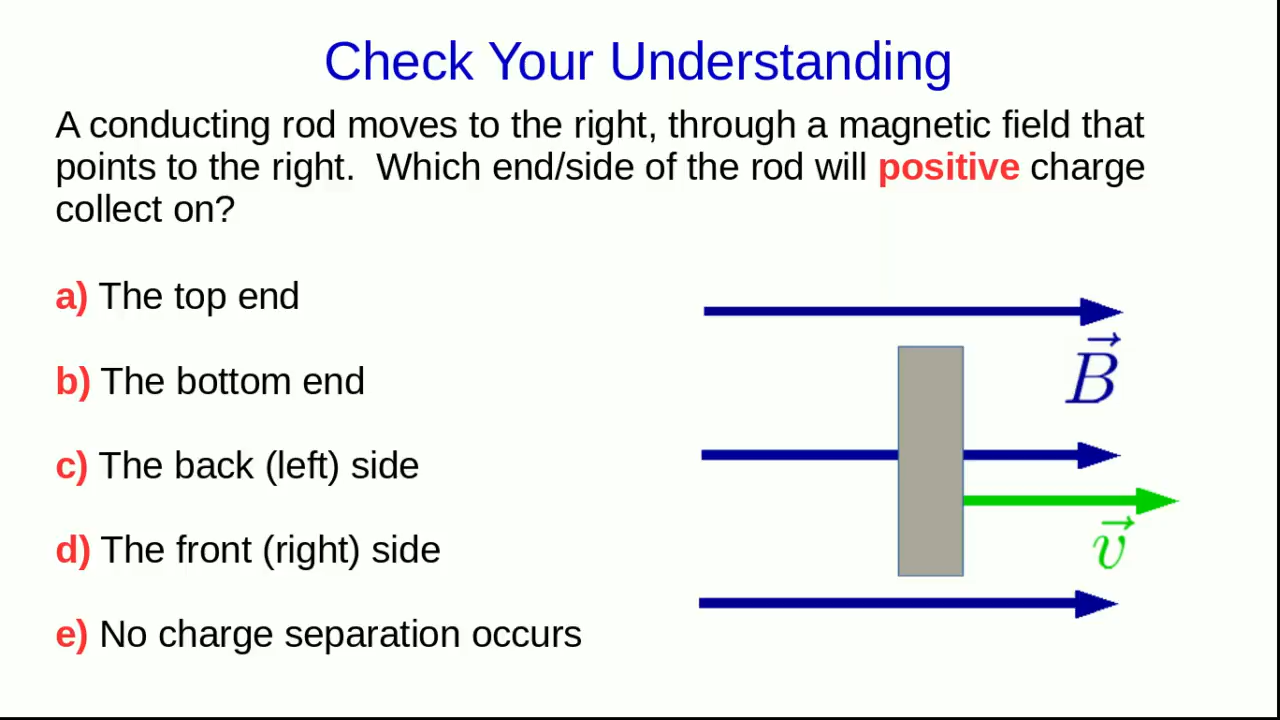 Check Your Understanding
A conducting rod moves to the right, through a magnetic field that
points to the right.  Which end/side of the rod will positive charge
collect on?
a) The top end
b) The bottom end
c) The back (left) side
d) The front (right) side
e) No charge separation occurs
B⃗
v⃗